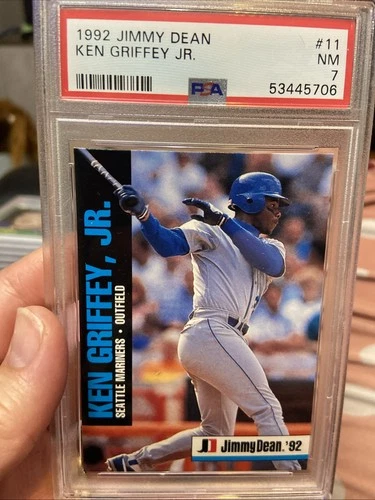 1992 JIMMY DEAN #11
KEN GRIFFEY JR. NM
7
PSA 53445706
KEN GRIFFEY, JR.
SEATTLE MARINERS • OUTFIELD
JD JimmyDean.'92